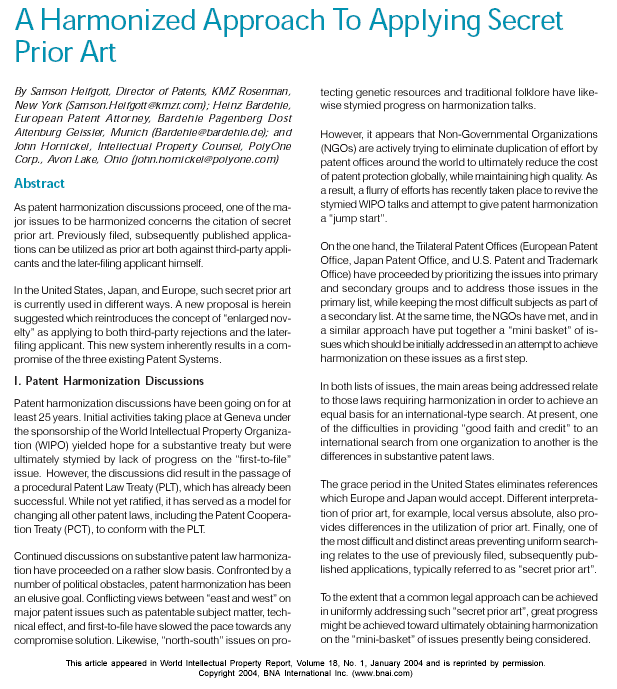 A Harmonized Approach To Applying Secret
Prior Art
By Samson Helfgott, Director of Patents, KMZ Rosenman,
New York (Samson.Helfgott@kmzr.com); Heinz Bardehle,
European Patent Attorney, Bardehle Pagenberg Dost
Altenburg Geissler, Munich (Bardehle@bardehle.de); and
John Hornickel, Intellectual Property Counsel, PolyOne
Corp., Avon Lake, Ohio (john.hornickel@polyone.com)
Abstract
As patent harmonization discussions proceed, one of the ma-
jor issues to be harmonized concerns the citation of secret
prior art. Previously filed, subsequently published applica-
tions can be utilized as prior art both against third-party appli-
cants and the later-filing applicant himself.
In the United States, Japan, and Europe, such secret prior art
is currently used in different ways. A new proposal is herein
suggested which reintroduces the concept of "enlarged nov-
elty" as applying to both third-party rejections and the later-
filing applicant. This new system inherently results in a com-
promise of the three existing Patent Systems.
I. Patent Harmonization Discussions
Patent harmonization discussions have been going on for at
least 25 years. Initial activities taking place at Geneva under
the sponsorship of the World Intellectual Property Organiza-
tion (WIPO) yielded hope for a substantive treaty but were
ultimately stymied by lack of progress on the "first-to-file"
issue. However, the discussions did result in the passage of
a procedural Patent Law Treaty (PLT), which has already been
successful. While not yet ratified, it has served as a model for
changing all other patent laws, including the Patent Coopera-
tion Treaty (PCT), to conform with the PLT.
Continued discussions on substantive patent law harmoniza-
tion have proceeded on a rather slow basis. Confronted by a
number of political obstacles, patent harmonization has been
an elusive goal. Conflicting views between "east and west" on
major patent issues such as patentable subject matter, tech-
nical effect, and first-to-file have slowed the pace towards any
compromise solution. Likewise, "north-south" issues on pro-
tecting genetic resources and traditional folklore have like-
wise stymied progress on harmonization talks.
However, it appears that Non-Governmental Organizations
(NGOs) are actively trying to eliminate duplication of effort by
patent offices around the world to ultimately reduce the cost
of patent protection globally, while maintaining high quality. As
a result, a flurry of efforts has recently taken place to revive the
stymied WIPO talks and attempt to give patent harmonization
a "jump start".
On the one hand, the Trilateral Patent Offices (European Patent
Office, Japan Patent Office, and U.S. Patent and Trademark
Office) have proceeded by prioritizing the issues into primary
and secondary groups and to address those issues in the
primary list, while keeping the most difficult subjects as part of
a secondary list. At the same time, the NGOs have met, and in
a similar approach have put together a "mini basket" of is-
sues which should be initially addressed in an attempt to achieve
harmonization on these issues as a first step.
In both lists of issues, the main areas being addressed relate
to those laws requiring harmonization in order to achieve an
equal basis for an international-type search. At present, one
of the difficulties in providing "good faith and credit" to an
international search from one organization to another is the
differences in substantive patent laws.
The grace period in the United States eliminates references
which Europe and Japan would accept. Different interpreta-
tion of prior art, for example, local versus absolute, also pro-
vides differences in the utilization of prior art. Finally, one of
the most difficult and distinct areas preventing uniform search-
ing relates to the use of previously filed, subsequently pub-
lished applications, typically referred to as "secret prior art".
To the extent that a common legal approach can be achieved
in uniformly addressing such "secret prior art", great progress
might be achieved toward ultimately obtaining harmonization
on the "mini-basket" of issues presently being considered.
This article appeared in World Intellectual Property Report, Volume 18, No. 1, January 2004 and is reprinted by permission.
Copyright 2004, BNA International Inc. (www.bnai.com)